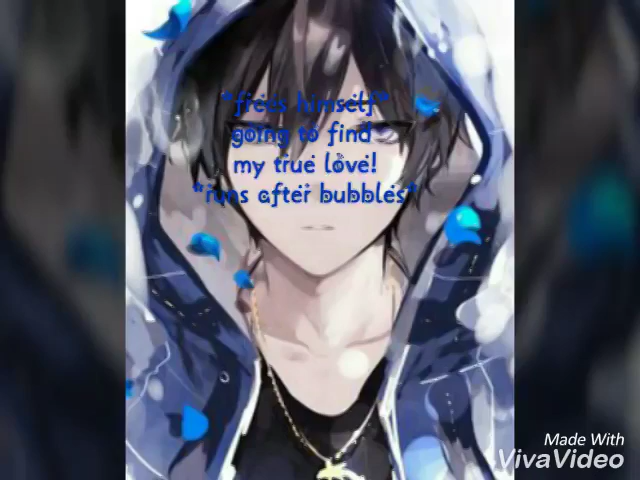 *frees himself*
going to find
my true love!
*runs after bubbles*
Made With
VivaVideo